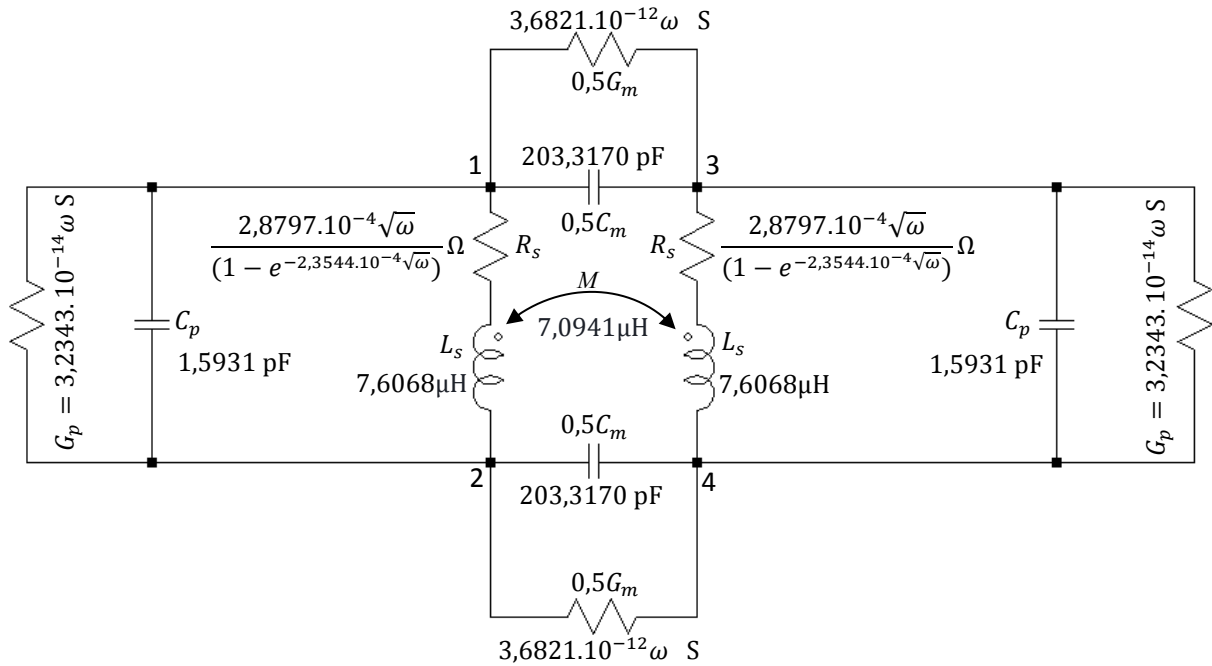 3,6821.10⁻¹²ω S
0,5Gₘ
1
203,3170 pF
3
0,5Cₘ
Gₚ = 3,2343.10⁻¹⁴ω S
Cₚ
1,5931 pF
2,8797.10⁻⁴√ω
(1 − e^{−2,3544.10⁻⁴√ω})
Ω
Rₛ
Rₛ
2,8797.10⁻⁴√ω
(1 − e^{−2,3544.10⁻⁴√ω})
Ω
M
7,0941μH
Lₛ
7,6068μH
Lₛ
7,6068μH
Cₚ
1,5931 pF
Gₚ = 3,2343.10⁻¹⁴ω S
0,5Cₘ
2
203,3170 pF
4
0,5Gₘ
3,6821.10⁻¹²ω S